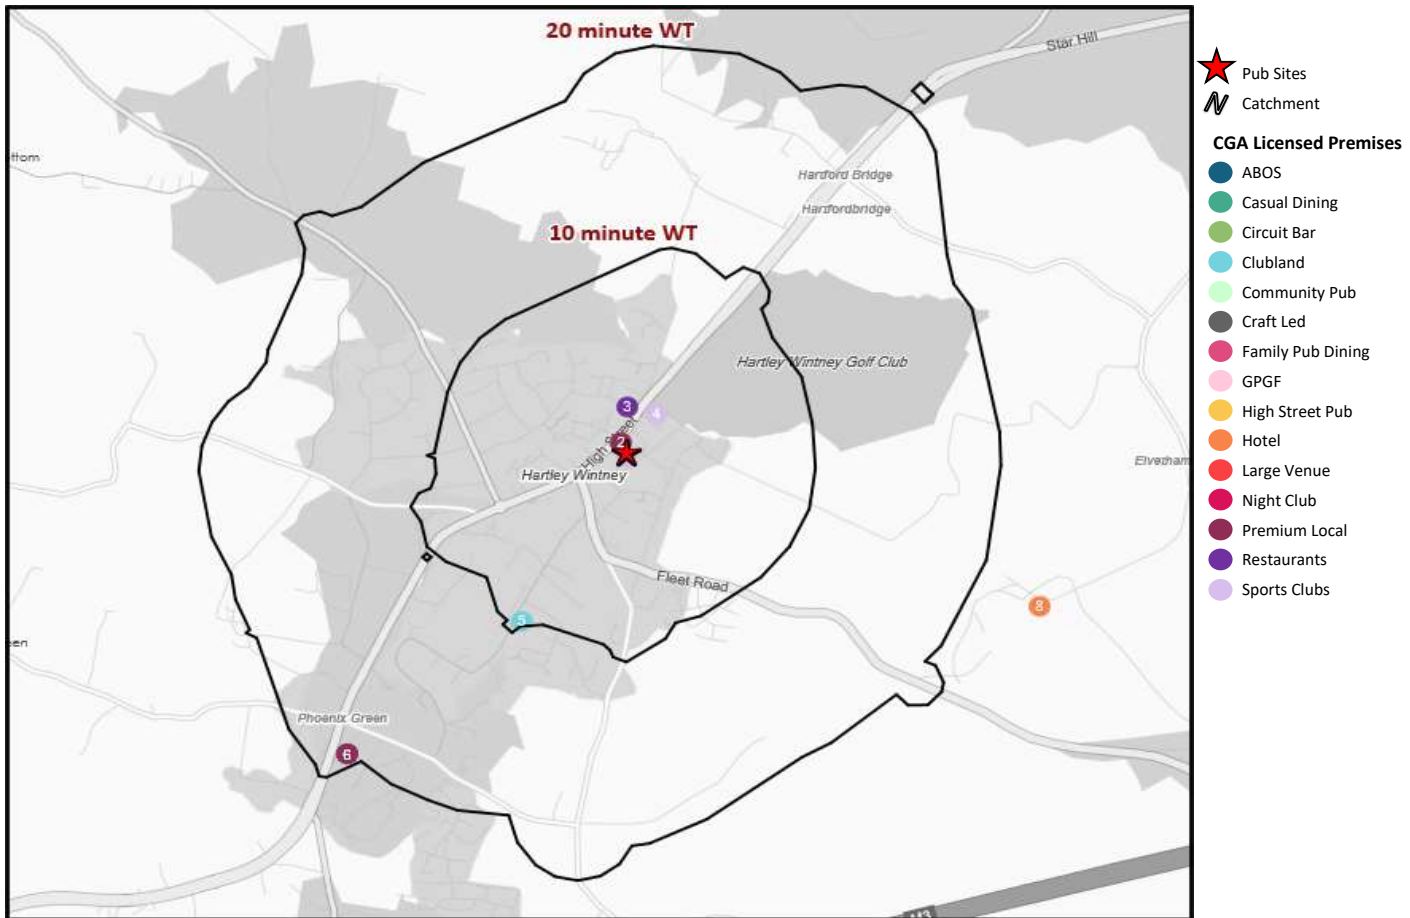 20 minute WT
Star Hill
ttom
Hartford Bridge
Hartfordbridge
10 minute WT
Hartley Wintney Golf Club
3
4
High Street
2
Hartley Wintney
Elvetham
Fleet Road
5
8
een
Phoenix Green
6
M3
Pub Sites
Catchment
CGA Licensed Premises
ABOS
Casual Dining
Circuit Bar
Clubland
Community Pub
Craft Led
Family Pub Dining
GPGF
High Street Pub
Hotel
Large Venue
Night Club
Premium Local
Restaurants
Sports Clubs